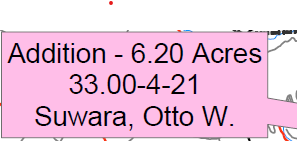 Addition - 6.20 Acres
33.00-4-21
Suwara, Otto W.